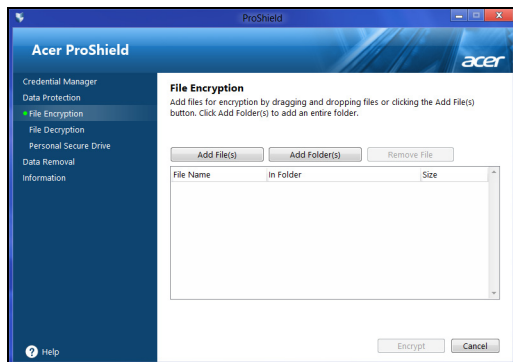 ProShield
Acer ProShield
acer
Credential Manager
Data Protection
File Encryption
File Decryption
Personal Secure Drive
Data Removal
Information
Help
File Encryption
Add files for encryption by dragging and dropping files or clicking the Add File(s)
button. Click Add Folder(s) to add an entire folder.
Add File(s)
Add Folder(s)
Remove File
File Name
In Folder
Size
Encrypt
Cancel